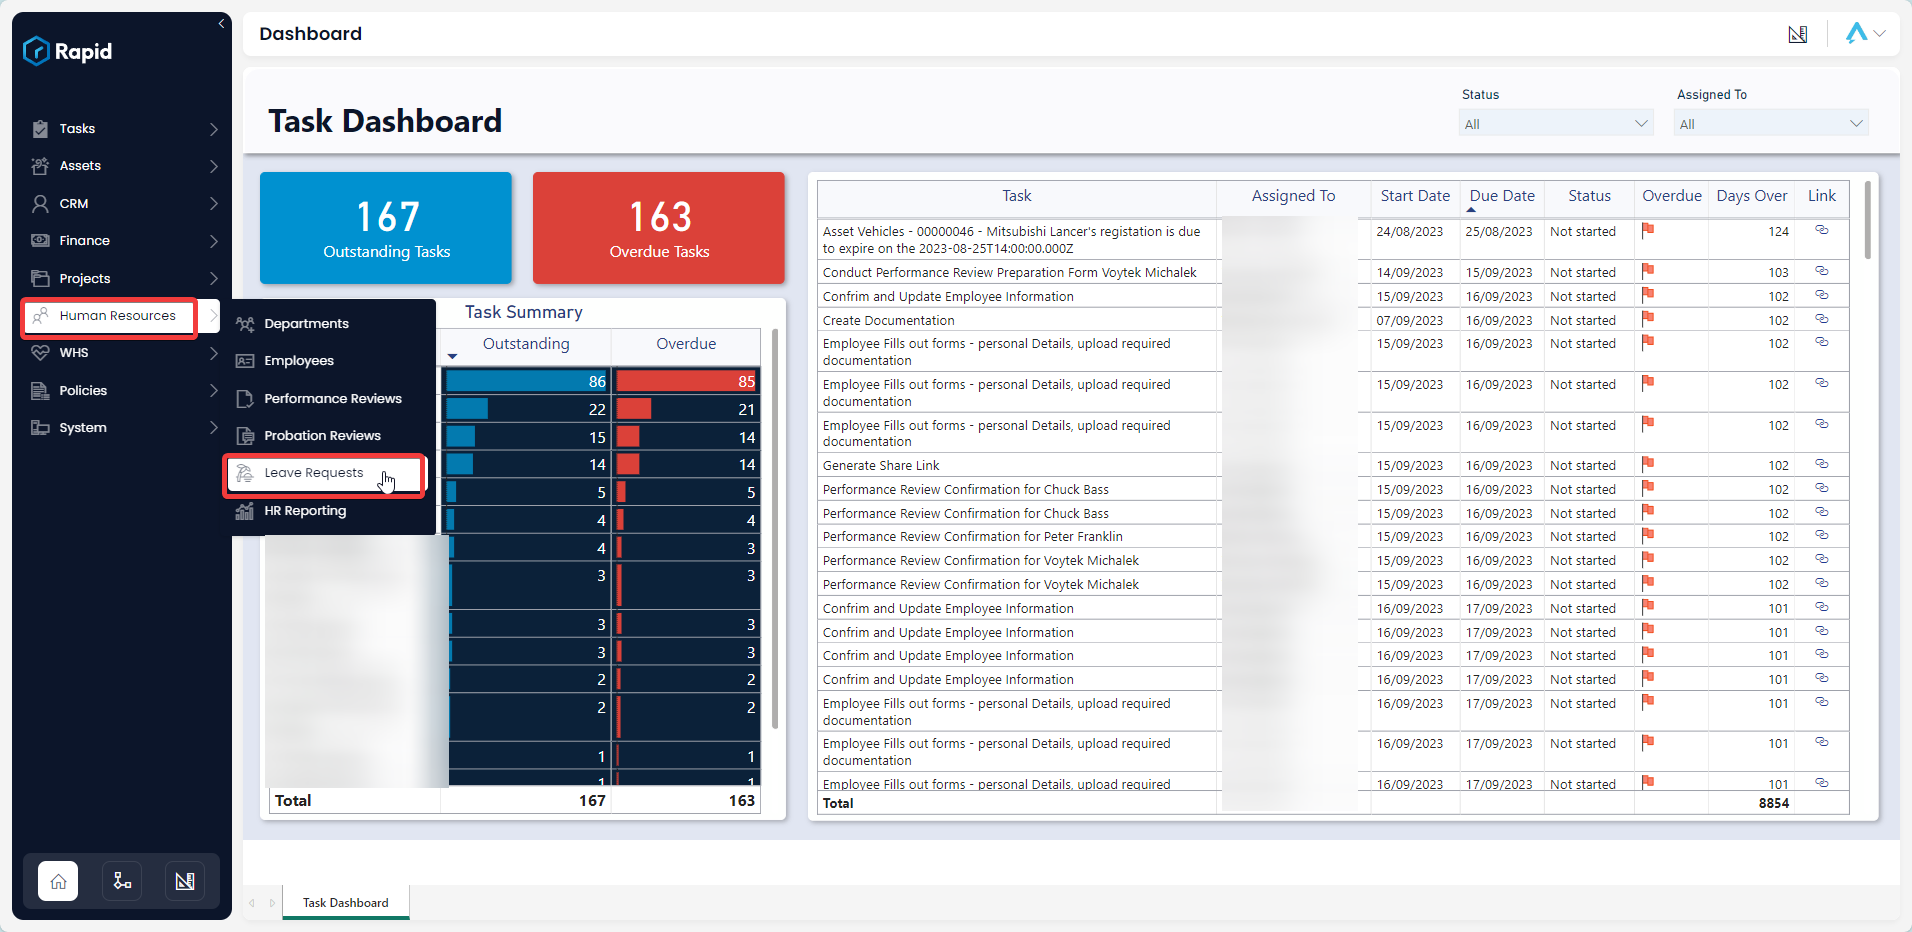 Rapid
Tasks
Assets
CRM
Finance
Projects
Human Resources
WHS
Policies
System
Departments
Employees
Performance Reviews
Probation Reviews
Leave Requests
HR Reporting
Dashboard
Task Dashboard
Status
All
Assigned To
All
167
Outstanding Tasks
163
Overdue Tasks
Task Summary
Outstanding Overdue
86 85
22 21
15 14
14 14
5 5
4 4
4 3
3 3
3 3
3 3
2 2
2 2
1 1
1 1
Total 167 163
Task Assigned To Start Date Due Date Status Overdue Days Over Link
Asset Vehicles - 00000046 - Mitsubishi Lancer's registation is due
to expire on the 2023-08-25T14:00:00.000Z 24/08/2023 25/08/2023 Not started 124
Conduct Performance Review Preparation Form Voytek Michalek 14/09/2023 15/09/2023 Not started 103
Confrim and Update Employee Information 15/09/2023 16/09/2023 Not started 102
Create Documentation 07/09/2023 16/09/2023 Not started 102
Employee Fills out forms - personal Details, upload required
documentation 15/09/2023 16/09/2023 Not started 102
Employee Fills out forms - personal Details, upload required
documentation 15/09/2023 16/09/2023 Not started 102
Employee Fills out forms - personal Details, upload required
documentation 15/09/2023 16/09/2023 Not started 102
Generate Share Link 15/09/2023 16/09/2023 Not started 102
Performance Review Confirmation for Chuck Bass 15/09/2023 16/09/2023 Not started 102
Performance Review Confirmation for Chuck Bass 15/09/2023 16/09/2023 Not started 102
Performance Review Confirmation for Peter Franklin 15/09/2023 16/09/2023 Not started 102
Performance Review Confirmation for Voytek Michalek 15/09/2023 16/09/2023 Not started 102
Performance Review Confirmation for Voytek Michalek 15/09/2023 16/09/2023 Not started 102
Confrim and Update Employee Information 16/09/2023 17/09/2023 Not started 101
Confrim and Update Employee Information 16/09/2023 17/09/2023 Not started 101
Confrim and Update Employee Information 16/09/2023 17/09/2023 Not started 101
Confrim and Update Employee Information 16/09/2023 17/09/2023 Not started 101
Employee Fills out forms - personal Details, upload required
documentation 16/09/2023 17/09/2023 Not started 101
Employee Fills out forms - personal Details, upload required
documentation 16/09/2023 17/09/2023 Not started 101
Employee Fills out forms - personal Details, upload required 16/09/2023 17/09/2023 Not started 101
Total 8854
Task Dashboard